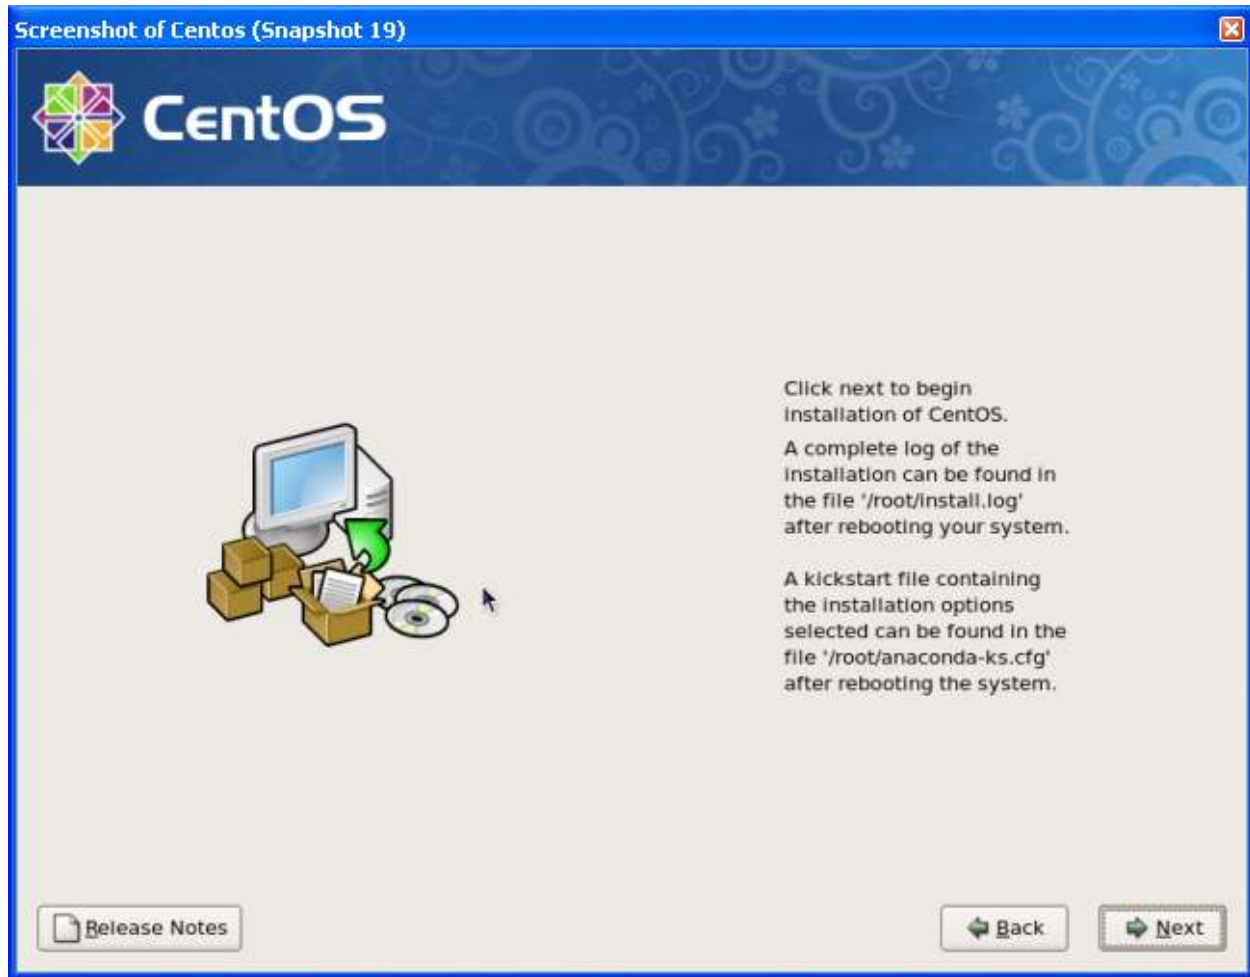 Screenshot of Centos (Snapshot 19)
CentOS
Click next to begin
installation of CentOS.
A complete log of the
installation can be found in
the file '/root/install.log'
after rebooting your system.
A kickstart file containing
the installation options
selected can be found in the
file '/root/anaconda-ks.cfg'
after rebooting the system.
Release Notes
Back
Next